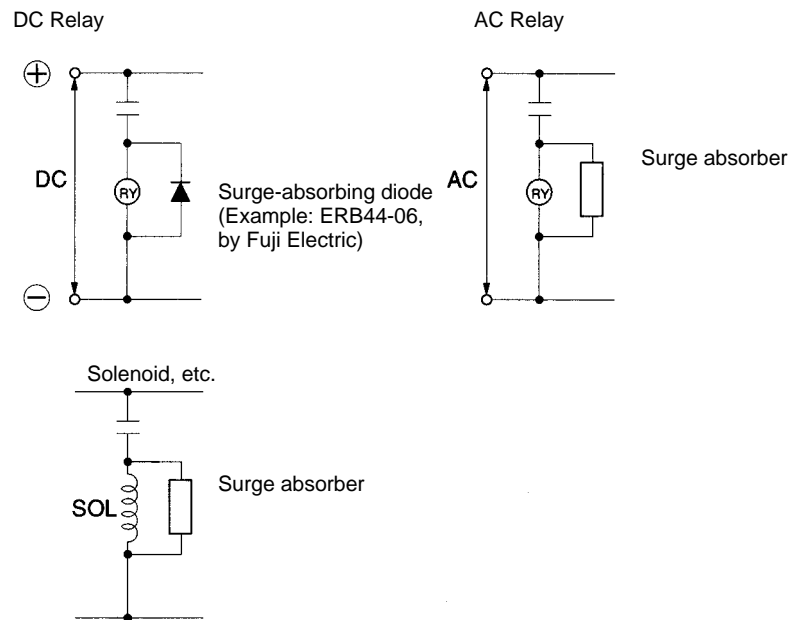 DC Relay
AC Relay
DC
RY
Surge-absorbing diode
(Example: ERB44-06,
by Fuji Electric)
AC
RY
Surge absorber
Solenoid, etc.
SOL
Surge absorber